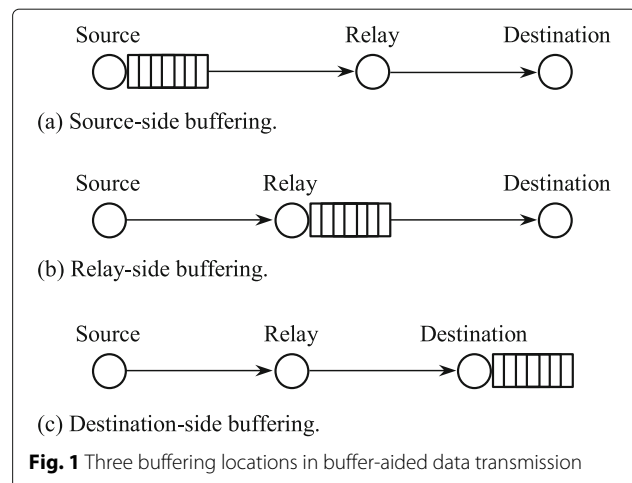 Source Relay Destination
(a) Source-side buffering.
Source Relay Destination
(b) Relay-side buffering.
Source Relay Destination
(c) Destination-side buffering.
Fig. 1 Three buffering locations in buffer-aided data transmission